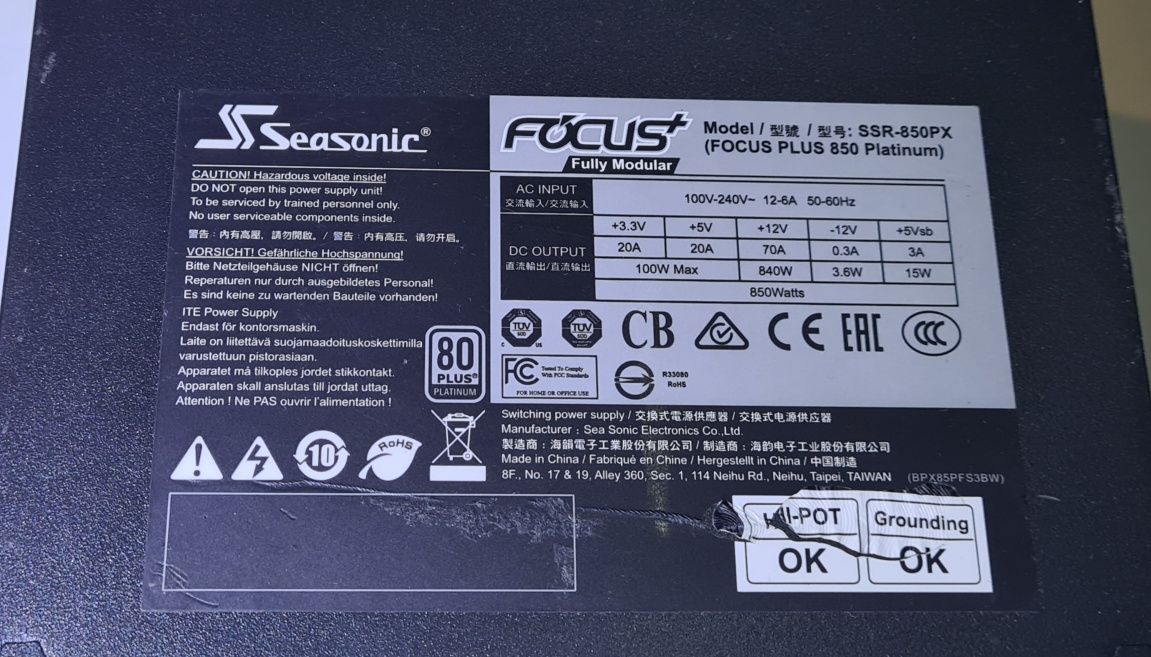 Seasonic®
CAUTION! Hazardous voltage inside!
DO NOT open this power supply unit!
To be serviced by trained personnel only.
No user serviceable components inside.
警告：內有高壓，請勿開啟。/ 警告：内有高压，请勿开启。
VORSICHT! Gefährliche Hochspannung!
Bitte Netzteilgehäuse NICHT öffnen!
Reperaturen nur durch ausgebildetes Personal!
Es sind keine zu wartenden Bauteile vorhanden!
ITE Power Supply
Endast för kontorsmaskin.
Laite on liitettävä suojamaadoituskoskettimilla
varustettuun pistorasiaan.
Apparatet må tilkoples jordet stikkontakt.
Apparaten skall anslutas till jordat uttag.
Attention ! Ne PAS ouvrir l'alimentation !
80
PLUS®
PLATINUM
10
RoHS
FOCUS+
Fully Modular
Model / 型號 / 型号: SSR-850PX
(FOCUS PLUS 850 Platinum)
AC INPUT
交流輸入/交流输入
100V-240V~ 12-6A 50-60Hz
DC OUTPUT
直流輸出/直流输出
+3.3V +5V +12V -12V +5Vsb
20A 20A 70A 0.3A 3A
100W Max 840W 3.6W 15W
850Watts
TÜV
SÜD
C US
TÜV
SÜD
CB
CE
EAC
CCC
FC
Tested To Comply
With FCC Standards
FOR HOME OR OFFICE USE
R33080
RoHS
Switching power supply / 交換式電源供應器 / 交换式电源供应器
Manufacturer : Sea Sonic Electronics Co.,Ltd.
製造商 : 海韻電子工業股份有限公司 / 制造商 : 海韵电子工业股份有限公司
Made in China / Fabriqué en Chine / Hergestellt in China / 中国制造
8F., No. 17 & 19, Alley 360, Sec. 1, 114 Neihu Rd., Neihu, Taipei, TAIWAN (BPX85PFS3BW)
HI-POT
OK
Grounding
OK